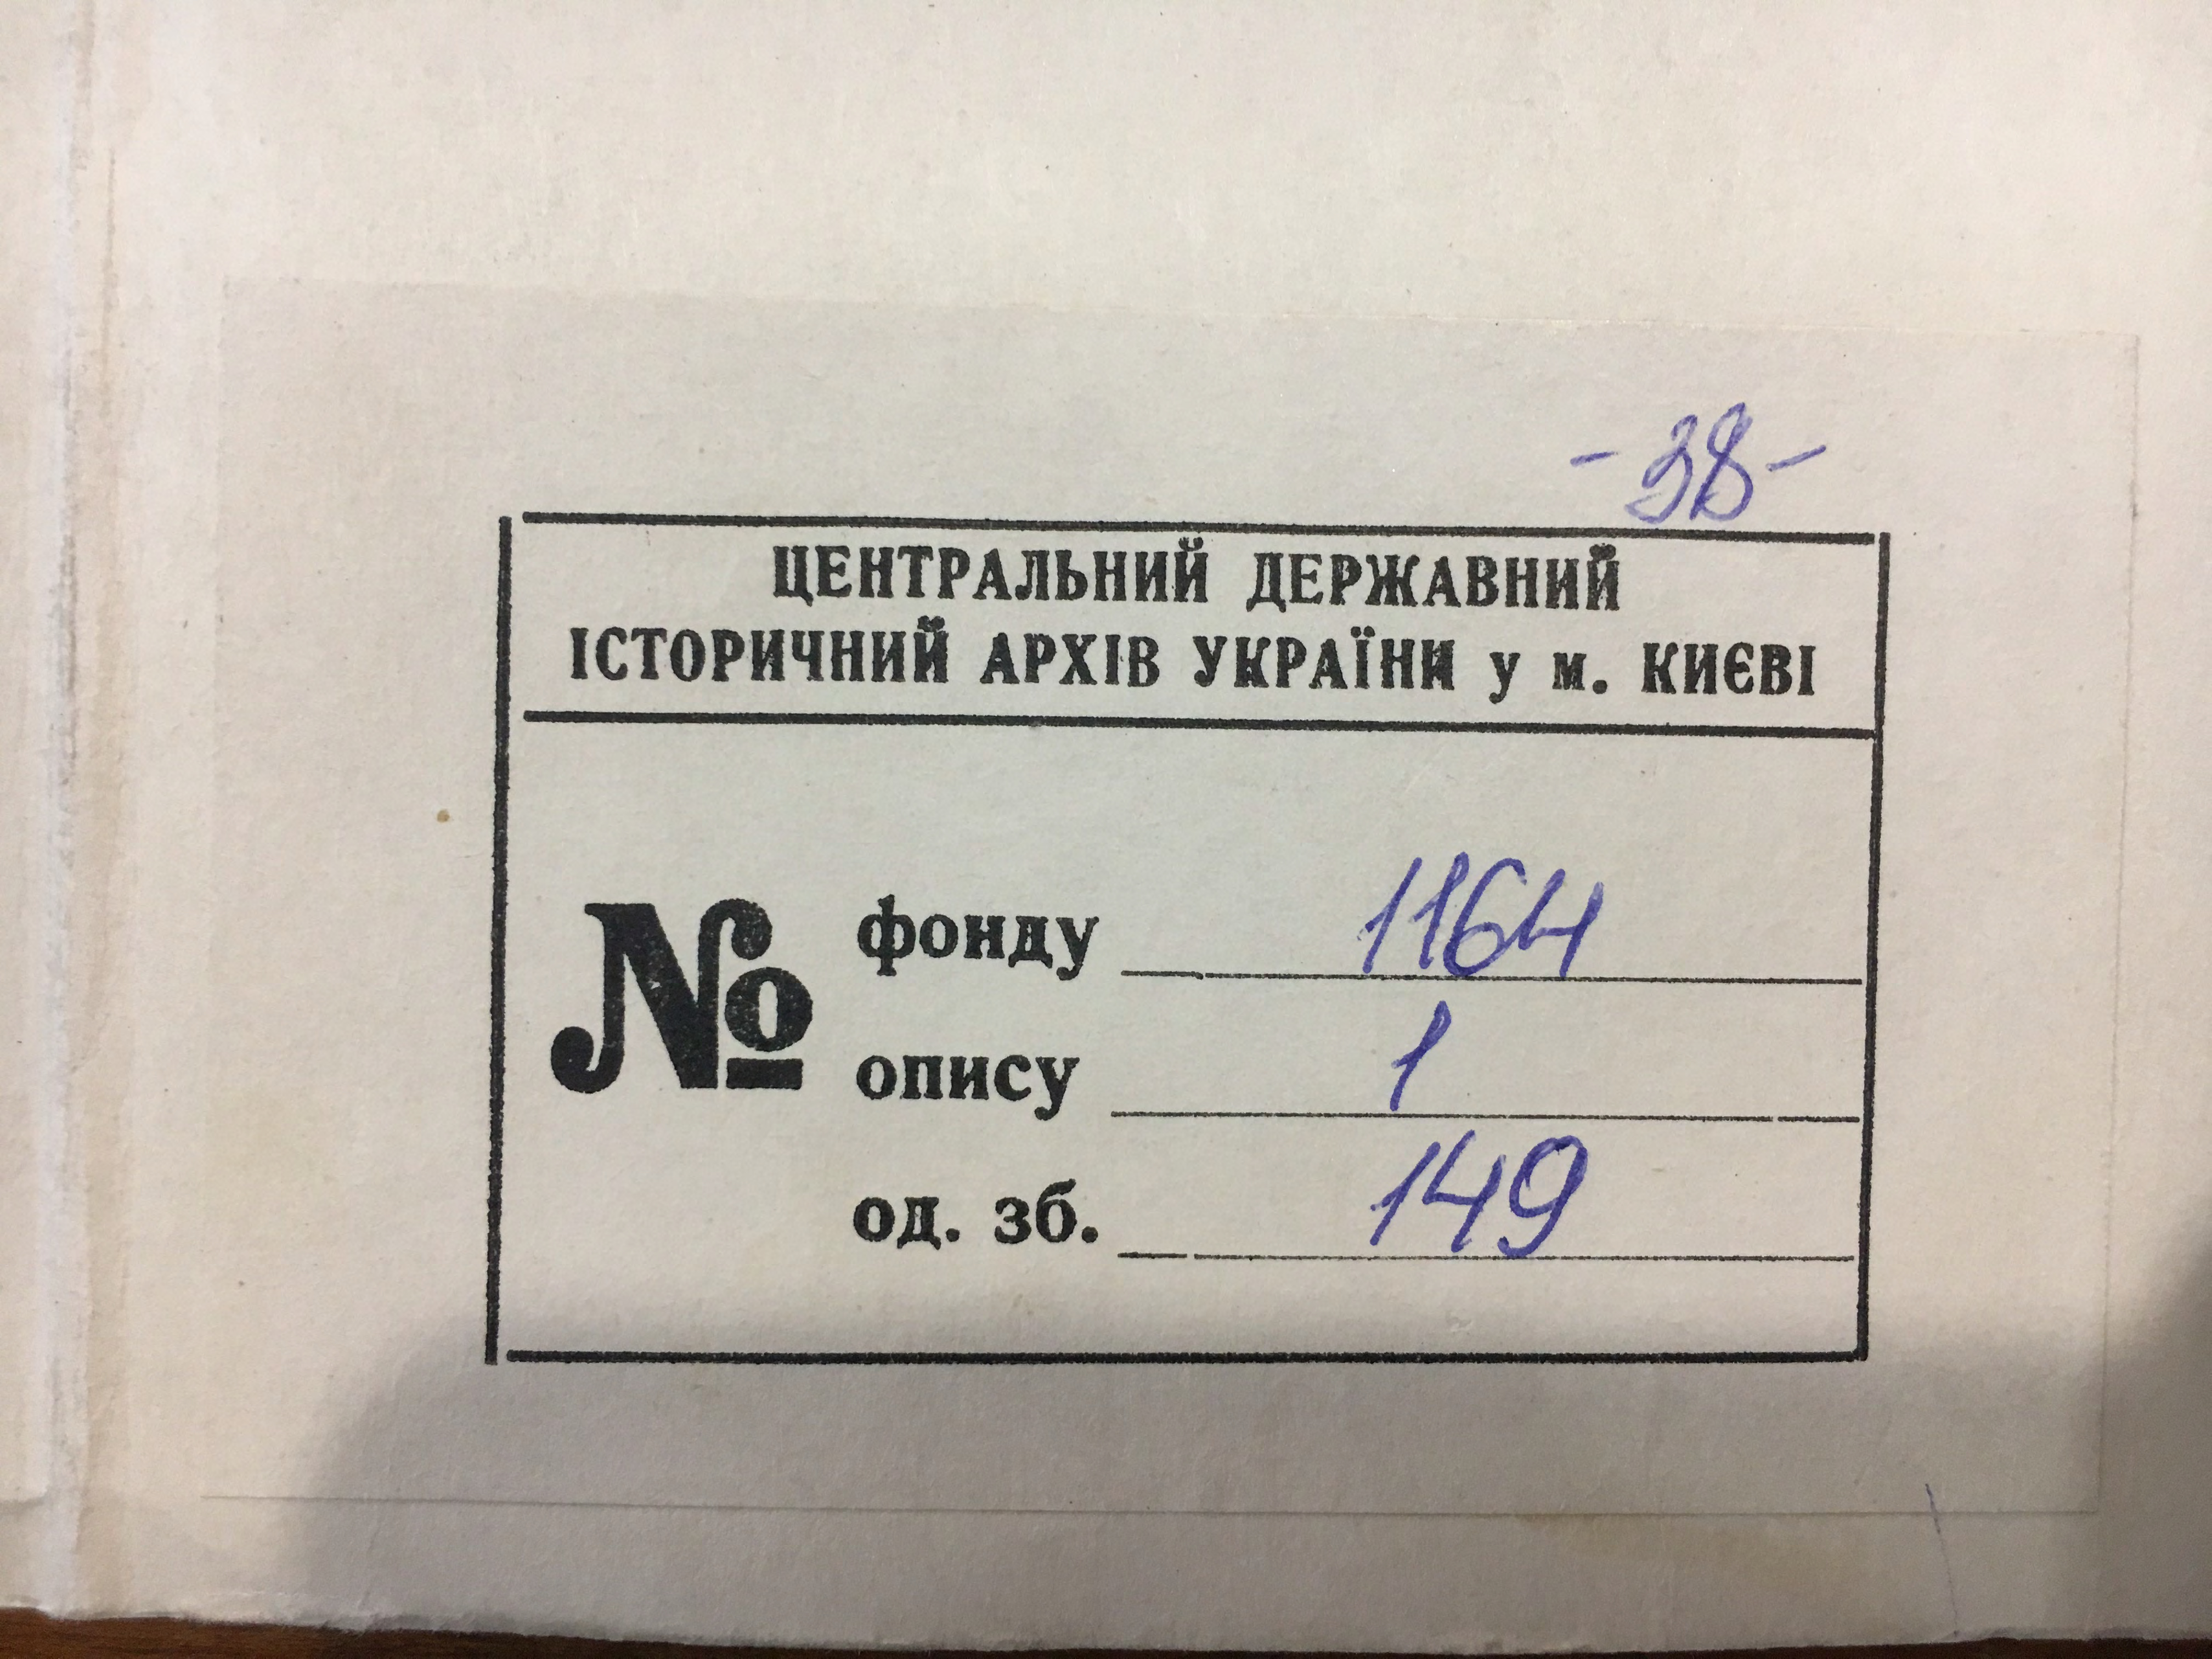 -38-
ЦЕНТРАЛЬНИЙ ДЕРЖАВНИЙ
ІСТОРИЧНИЙ АРХІВ УКРАЇНИ у м. КИЄВІ
№ фонду 1164
опису 1
од. зб. 149